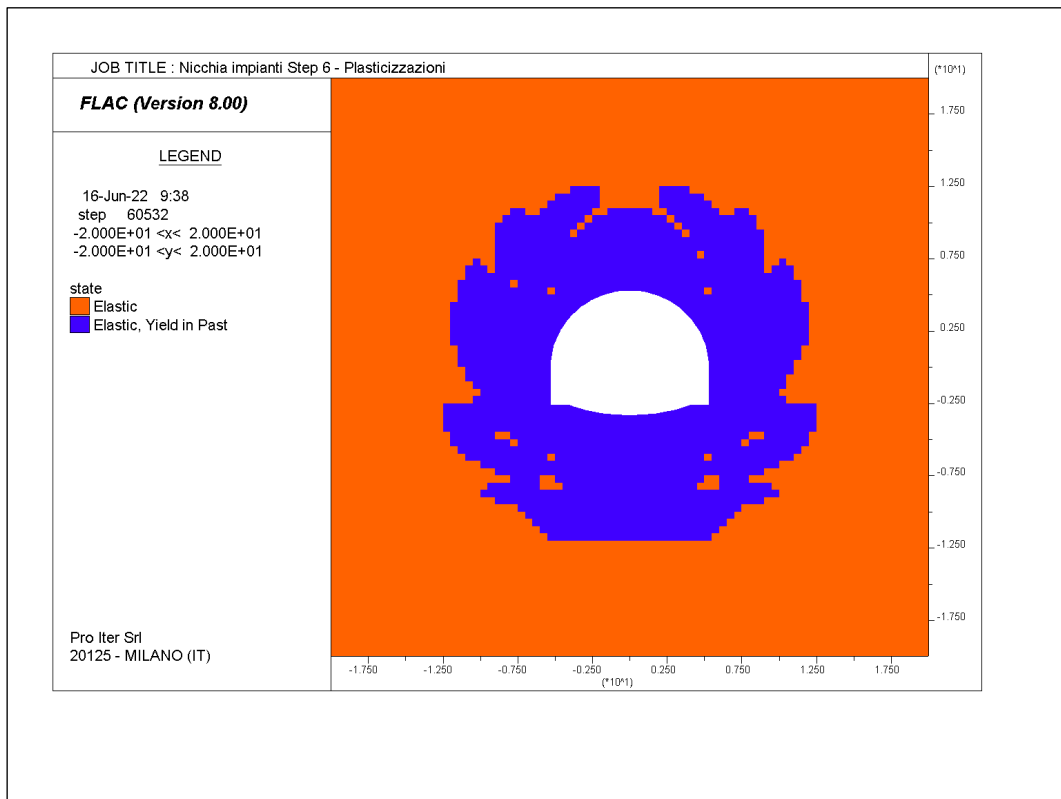 JOB TITLE : Nicchia impianti Step 6 - Plasticizzazioni
FLAC (Version 8.00)
LEGEND
16-Jun-22 9:38
step 60532
-2.000E+01 <x< 2.000E+01
-2.000E+01 <y< 2.000E+01
state
Elastic
Elastic, Yield in Past
Pro Iter Srl
20125 - MILANO (IT)
(*10^1)
1.750
1.250
0.750
0.250
-0.250
-0.750
-1.250
-1.750
-1.750 -1.250 -0.750 -0.250 0.250 0.750 1.250 1.750
(*10^1)